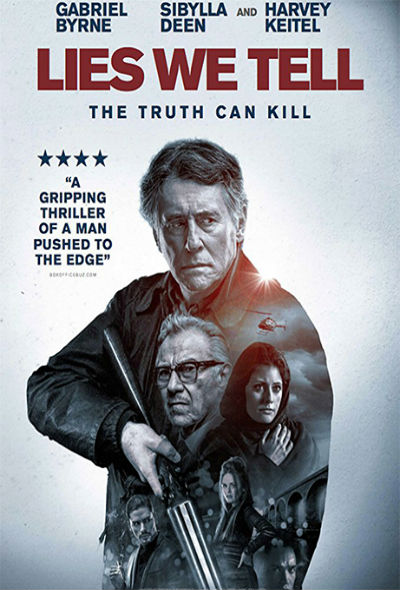 GABRIEL BYRNE SIBYLLA DEEN AND HARVEY KEITEL
LIES WE TELL
THE TRUTH CAN KILL
★★★★
“A
GRIPPING
THRILLER
OF A MAN
PUSHED TO
THE EDGE”